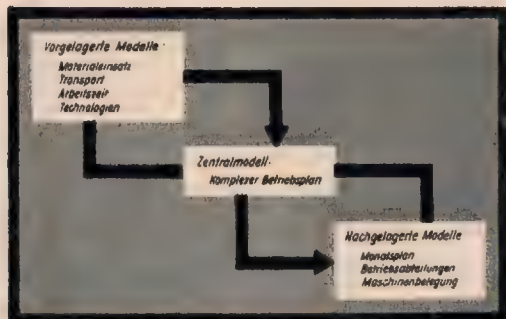 Vorgelagerte Modelle
Materialeinsatz
Transport
Arbeitszeit
Technologien
Zentralmodell:
Komplexer Betriebsplan
Nachgelagerte Modelle
Monatsplan
Betriebsabteilungen
Maschinenbelegung